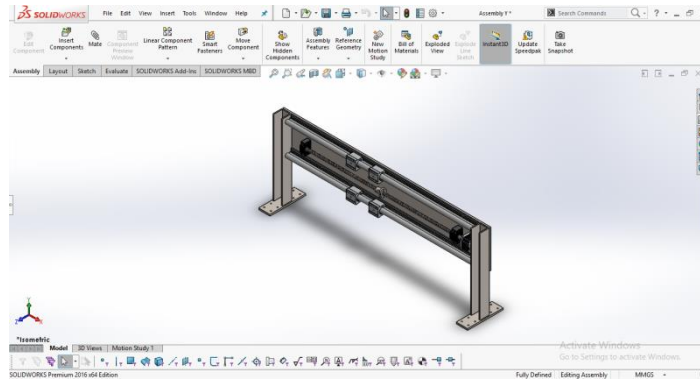 SOLIDWORKS File Edit View Insert Tools Window Help Assembly1 * Search Commands
Edit Component Insert Components Mate Component Preview Window Linear Component Pattern Smart Fasteners Move Component Show Hidden Components Assembly Features Reference Geometry New Motion Study Bill of Materials Exploded View Explode Line Sketch Instant3D Update Speedpak Take Snapshot
Assembly Layout Sketch Evaluate SOLIDWORKS Add-Ins SOLIDWORKS MBD
*Isometric
Model 3D Views Motion Study 1
Activate Windows
Go to Settings to activate Windows.
SOLIDWORKS Premium 2016 x64 Edition Fully Defined Editing Assembly MMGS